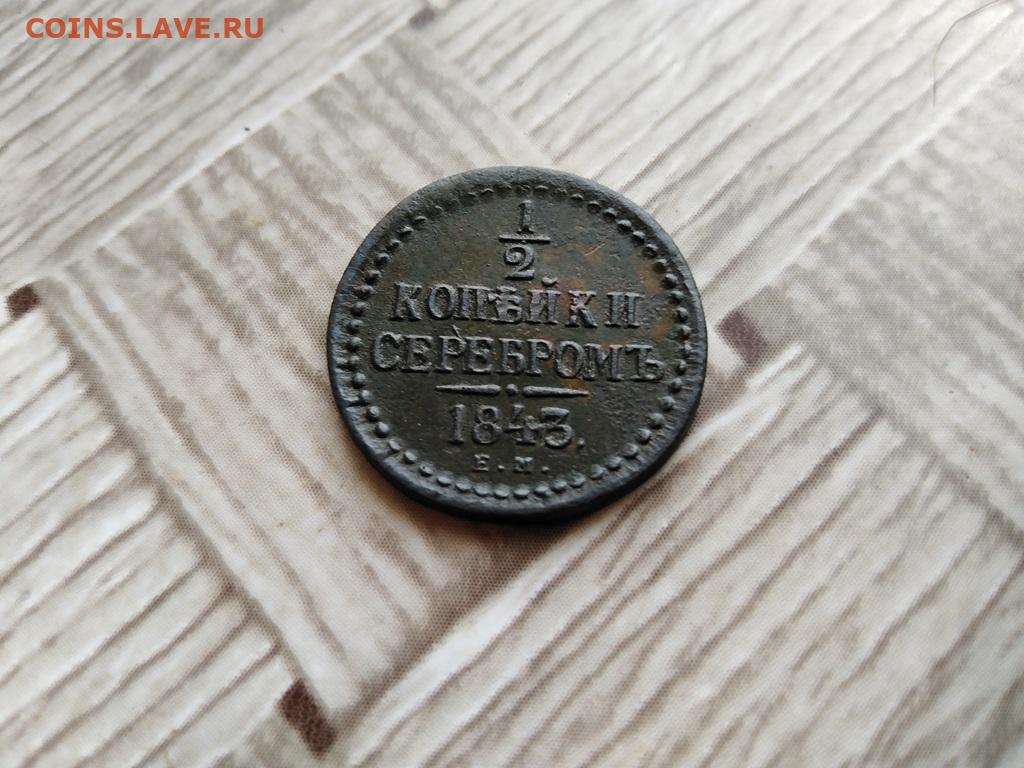 COINS.LAVE.RU
1
2
КОПѢЙКИ
СЕРЕБРОМЪ
1843.
Е.М.